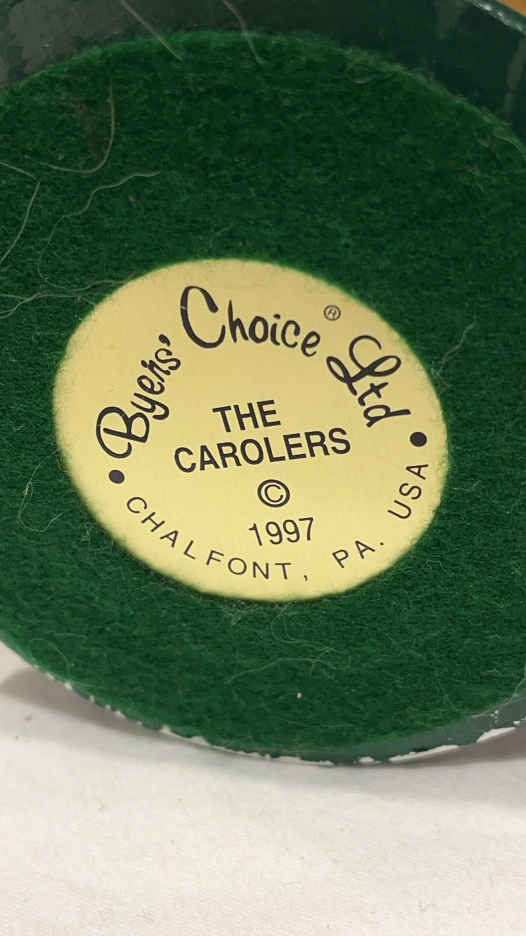 Byers' Choice® Ltd
THE
CAROLERS
©
1997
• CHALFONT, PA. USA •